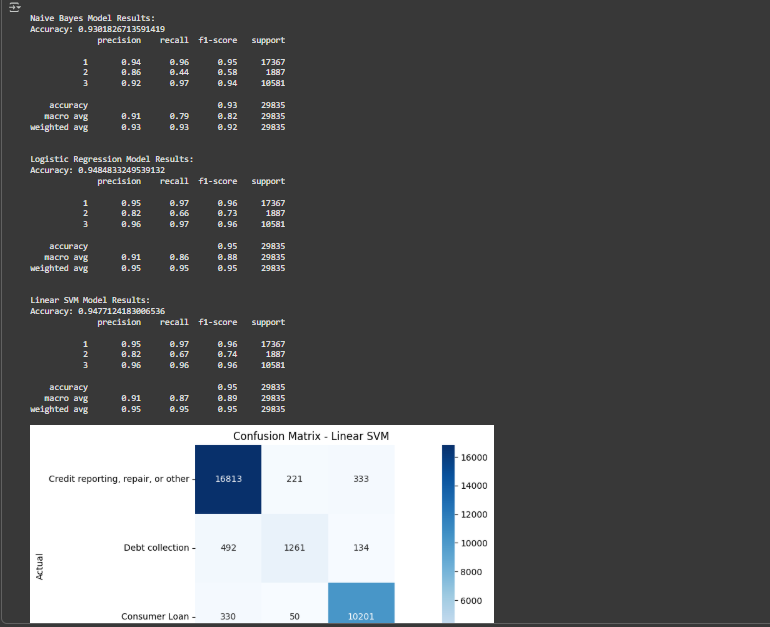 Naive Bayes Model Results:
Accuracy: 0.9301826713591419
precision recall f1-score support
1 0.94 0.96 0.95 17367
2 0.86 0.44 0.58 1887
3 0.92 0.97 0.94 10581
accuracy 0.93 29835
macro avg 0.91 0.79 0.82 29835
weighted avg 0.93 0.93 0.92 29835
Logistic Regression Model Results:
Accuracy: 0.9484833249539132
precision recall f1-score support
1 0.95 0.97 0.96 17367
2 0.82 0.66 0.73 1887
3 0.96 0.97 0.96 10581
accuracy 0.95 29835
macro avg 0.91 0.86 0.88 29835
weighted avg 0.95 0.95 0.95 29835
Linear SVM Model Results:
Accuracy: 0.9477124183006536
precision recall f1-score support
1 0.95 0.97 0.96 17367
2 0.82 0.67 0.74 1887
3 0.96 0.96 0.96 10581
accuracy 0.95 29835
macro avg 0.91 0.87 0.89 29835
weighted avg 0.95 0.95 0.95 29835
Confusion Matrix - Linear SVM
Credit reporting, repair, or other 16813 221 333
Debt collection 492 1261 134
Consumer Loan 330 50 10201
Actual
16000
14000
12000
10000
8000
6000